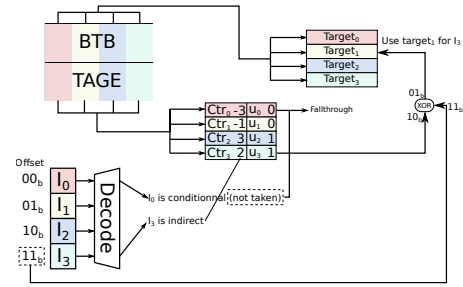 BTB
TAGE
Target0
Target1
Target2
Target3
Use target1 for I3
01b
XOR
10b
11b
Ctr0 -3 u0 0
Ctr1 -1 u1 0
Ctr2 3 u2 1
Ctr3 2 u3 1
Fallthrough
Offset
00b I0
01b I1
10b I2
11b I3
Decode
I0 is conditionnal (not taken)
I3 is indirect